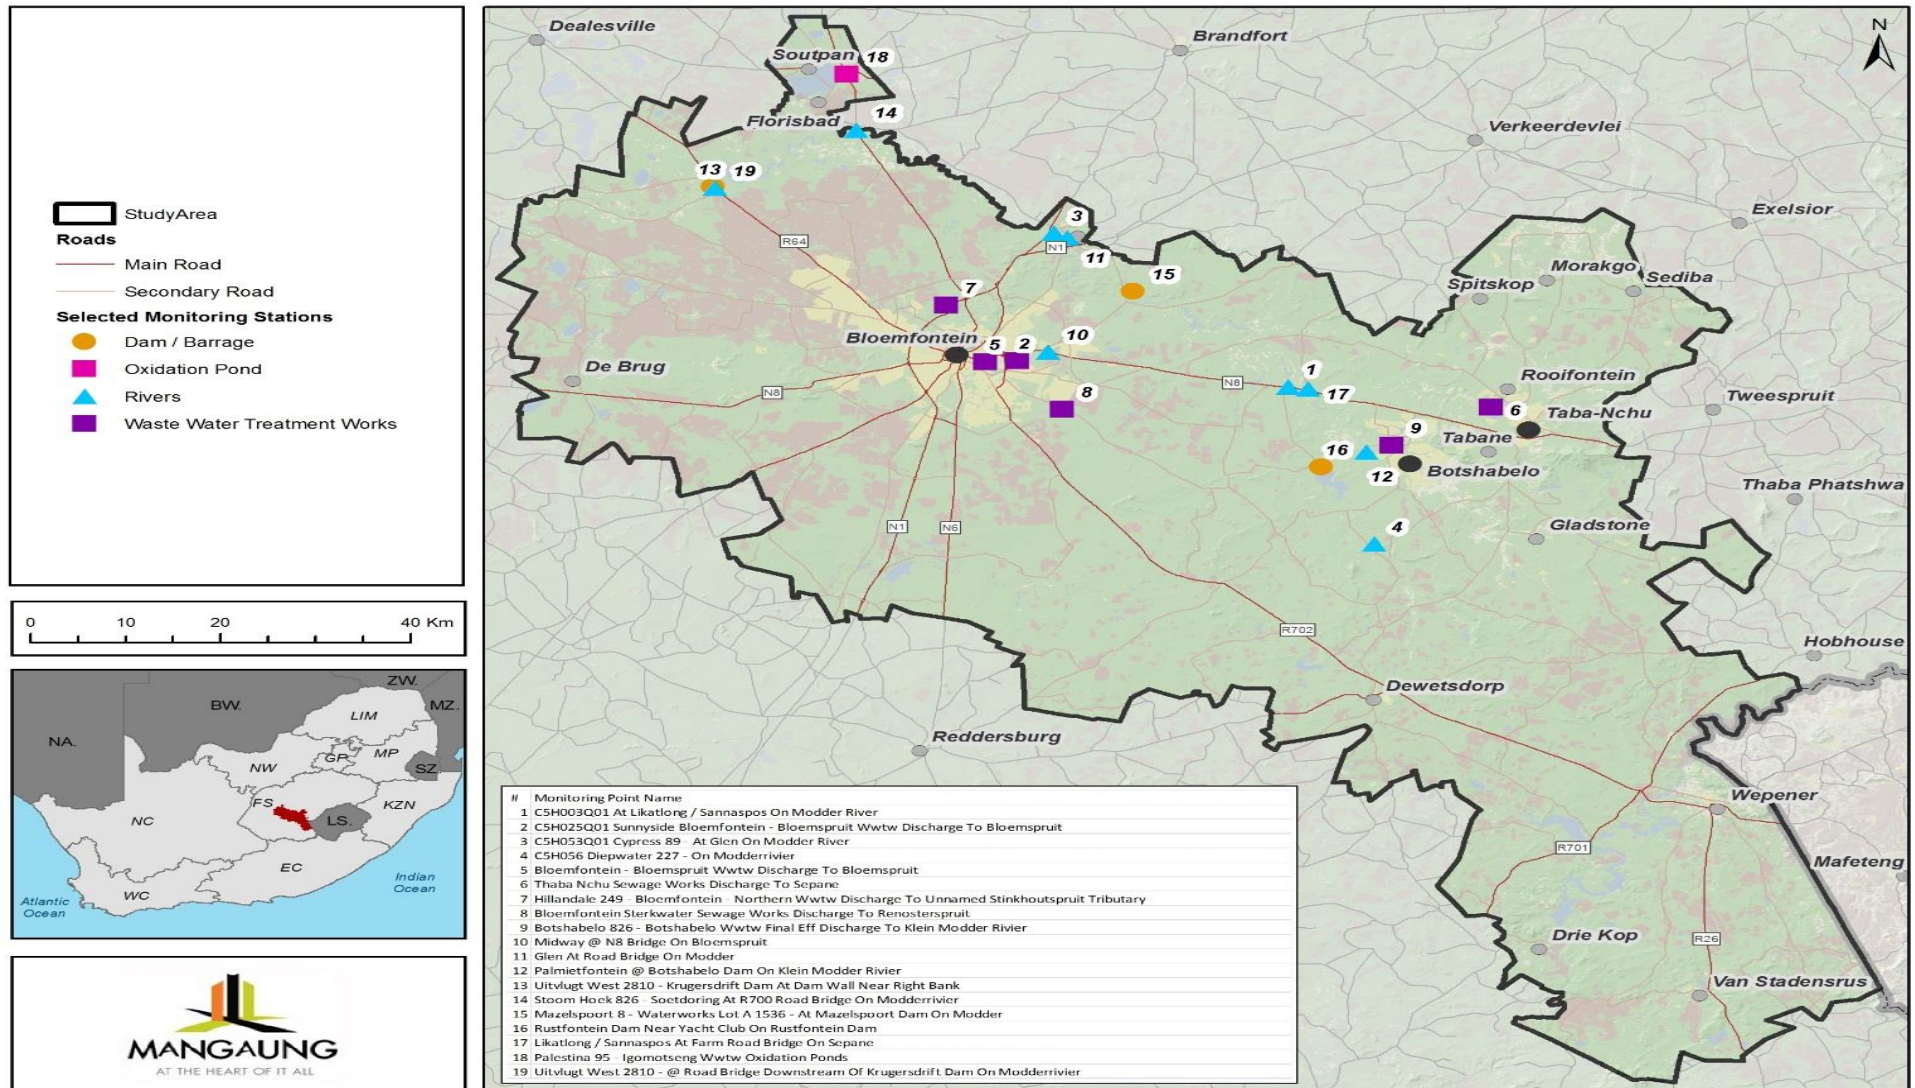 StudyArea
Roads
Main Road
Secondary Road
Selected Monitoring Stations
Dam / Barrage
Oxidation Pond
Rivers
Waste Water Treatment Works
0 10 20 40 Km
ZW.
BW.
MZ.
LIM
NA.
GP
MP
NW
SZ
FS
KZN
NC
LS.
EC
Indian
Ocean
WC
Atlantic
Ocean
MANGAUNG
AT THE HEART OF IT ALL
N
Dealesville
Brandfort
Soutpan
18
14
Florisbad
Verkeerdevlei
13 19
3
Exelsior
R64
N1
11
15
Morakgo
Sediba
Spitskop
7
Bloemfontein
5 2
10
De Brug
N8
N8
1
17
Rooifontein
8
6
Taba-Nchu
Tweespruit
9
Tabane
16
12
Botshabelo
Thaba Phatshwa
N1
N6
4
Gladstone
R702
Hobhouse
Dewetsdorp
Reddersburg
Wepener
R701
Mafeteng
Drie Kop
R26
Van Stadensrus
# Monitoring Point Name
1 C5H003Q01 At Likatlong / Sannaspos On Modder River
2 C5H025Q01 Sunnyside Bloemfontein - Bloemspruit Wwtw Discharge To Bloemspruit
3 C5H053Q01 Cypress 89 - At Glen On Modder River
4 C5H056 Diepwater 227 - On Modderrivier
5 Bloemfontein - Bloemspruit Wwtw Discharge To Bloemspruit
6 Thaba Nchu Sewage Works Discharge To Sepane
7 Hillandale 249 - Bloemfontein - Northern Wwtw Discharge To Unnamed Stinkhoutspruit Tributary
8 Bloemfontein Sterkwater Sewage Works Discharge To Renosterspruit
9 Botshabelo 826 - Botshabelo Wwtw Final Eff Discharge To Klein Modder Rivier
10 Midway @ N8 Bridge On Bloemspruit
11 Glen At Road Bridge On Modder
12 Palmietfontein @ Botshabelo Dam On Klein Modder Rivier
13 Uitvlugt West 2810 - Krugersdrift Dam At Dam Wall Near Right Bank
14 Stoom Hoek 826 - Soetdoring At R700 Road Bridge On Modderrivier
15 Mazelspoort 8 - Waterworks Lot A 1536 - At Mazelspoort Dam On Modder
16 Rustfontein Dam Near Yacht Club On Rustfontein Dam
17 Likatlong / Sannaspos At Farm Road Bridge On Sepane
18 Palestina 95 - Igomotseng Wwtw Oxidation Ponds
19 Uitvlugt West 2810 - @ Road Bridge Downstream Of Krugersdrift Dam On Modderrivier